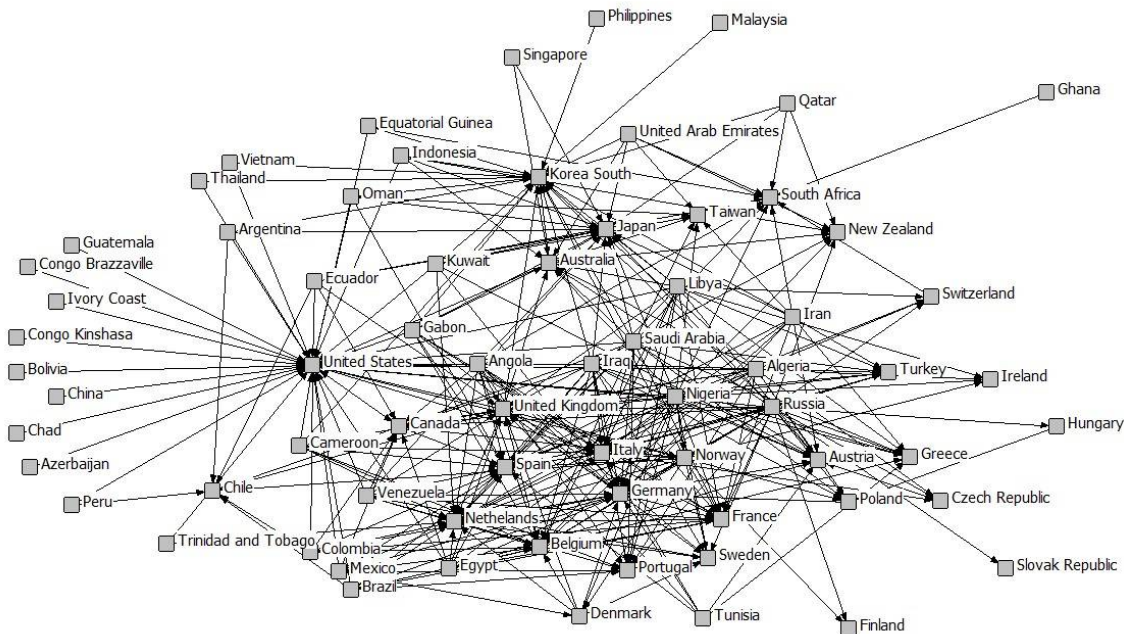 Philippines
Malaysia
Singapore
Ghana
Qatar
Equatorial Guinea
United Arab Emirates
Indonesia
Vietnam
Korea South
Thailand
Oman
South Africa
Taiwan
Argentina
Japan
New Zealand
Guatemala
Australia
Kuwait
Congo Brazzaville
Ecuador
Libya
Switzerland
Ivory Coast
Iran
Gabon
Congo Kinshasa
Saudi Arabia
United States
Angola
Iraq
Algeria
Bolivia
Turkey
Ireland
China
Nigeria
Russia
United Kingdom
Canada
Hungary
Chad
Cameroon
Italy
Norway
Austria
Greece
Azerbaijan
Spain
Chile
Venezuela
Germany
Peru
Poland
Czech Republic
Nethelands
France
Trinidad and Tobago
Colombia
Belgium
Sweden
Mexico
Egypt
Portugal
Slovak Republic
Brazil
Denmark
Tunisia
Finland